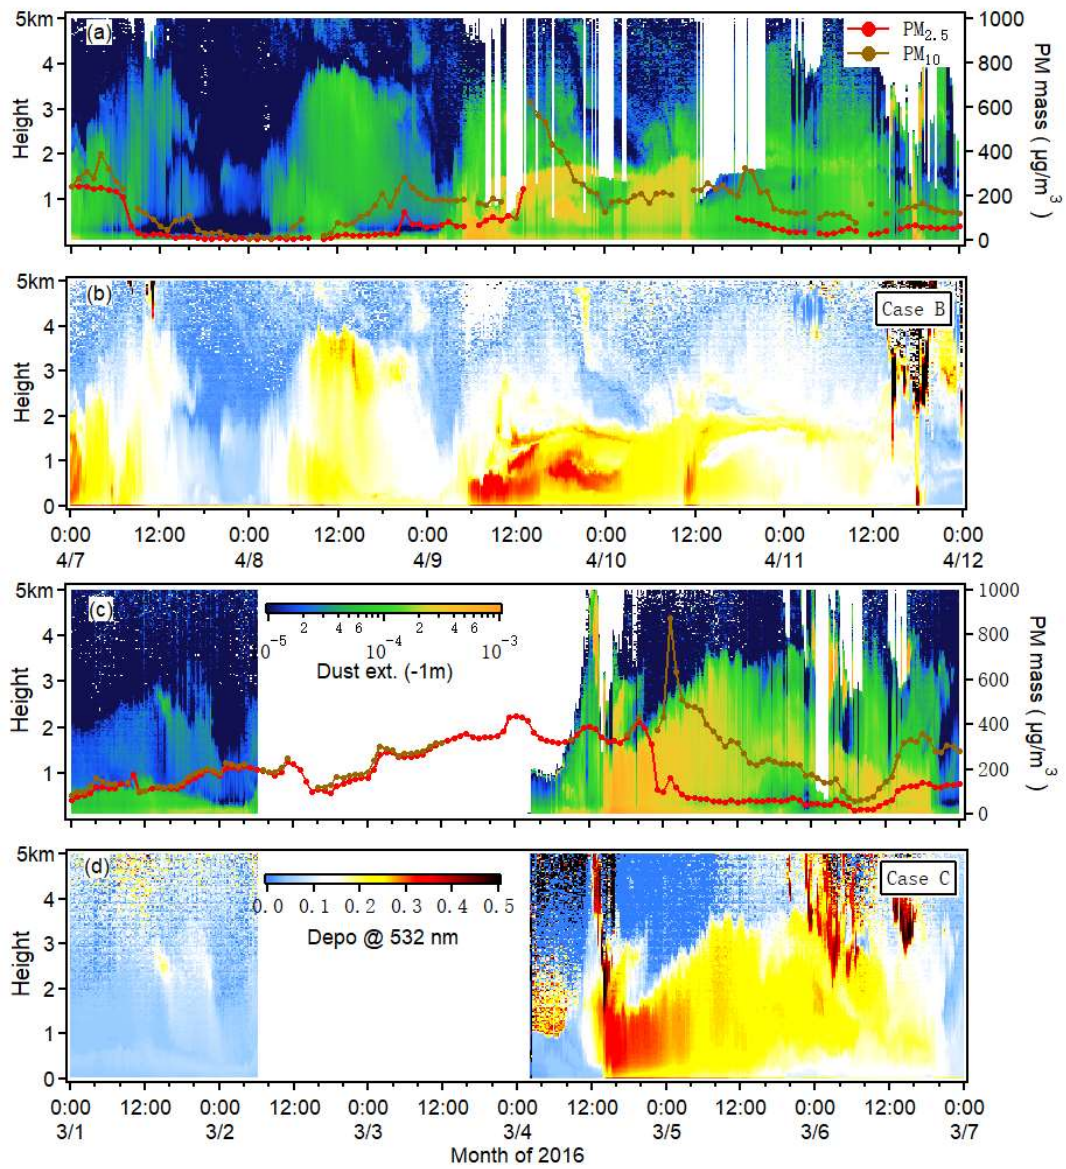 5km
(a)
PM2.5
PM10
1000
4
800
3
600
2
400
1
200
0
0
Height
PM mass ( μg/m3 )
5km
(b)
Case B
4
3
2
1
0
Height
0:00 12:00 0:00 12:00 0:00 12:00 0:00 12:00 0:00 12:00 0:00
4/7 4/8 4/9 4/10 4/11 4/12
5km
(c)
1000
4
800
3
600
2
400
1
200
0
0
Height
PM mass ( μg/m3 )
10-5 2 4 6 10-4 2 4 6 10-3
Dust ext. (-1m)
5km
(d)
Case C
4
3
2
1
0
Height
0.0 0.1 0.2 0.3 0.4 0.5
Depo @ 532 nm
0:00 12:00 0:00 12:00 0:00 12:00 0:00 12:00 0:00 12:00 0:00 12:00 0:00
3/1 3/2 3/3 3/4 3/5 3/6 3/7
Month of 2016